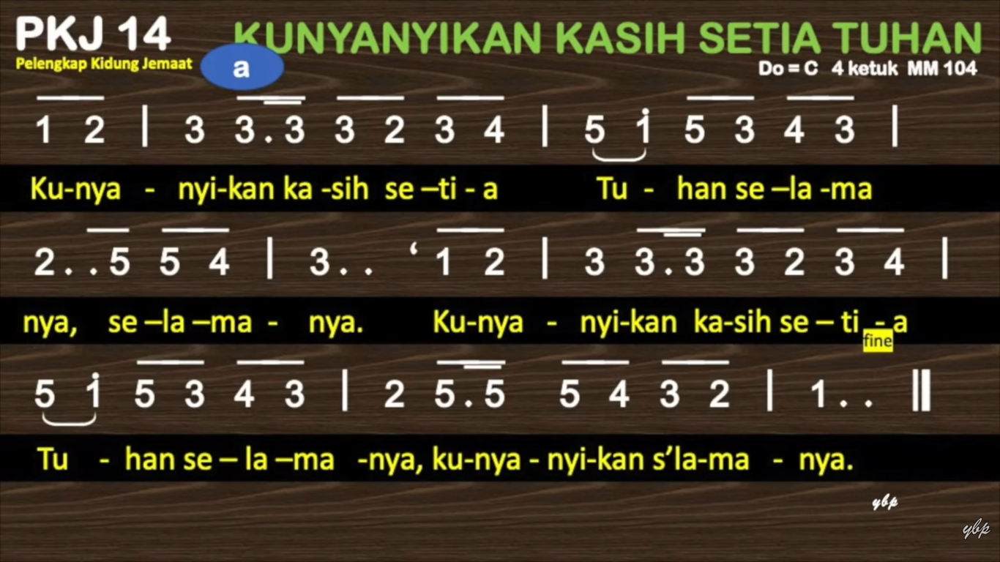 PKJ 14 KUNYANYIKAN KASIH SETIA TUHAN
Pelengkap Kidung Jemaat a Do = C 4 ketuk MM 104
1 2 | 3 3 . 3 3 2 3 4 | 5 1̇ 5 3 4 3 |
Ku-nya - nyi-kan ka -sih se –ti - a Tu - han se –la -ma
2 . . 5 5 4 | 3 . . ‘ 1 2 | 3 3 . 3 3 2 3 4 |
nya, se –la –ma - nya. Ku-nya - nyi-kan ka-sih se – ti - a
fine
5 1̇ 5 3 4 3 | 2 5 . 5 5 4 3 2 | 1 . . ||
Tu - han se – la –ma -nya, ku-nya - nyi-kan s’la-ma - nya.
ybp
ybp